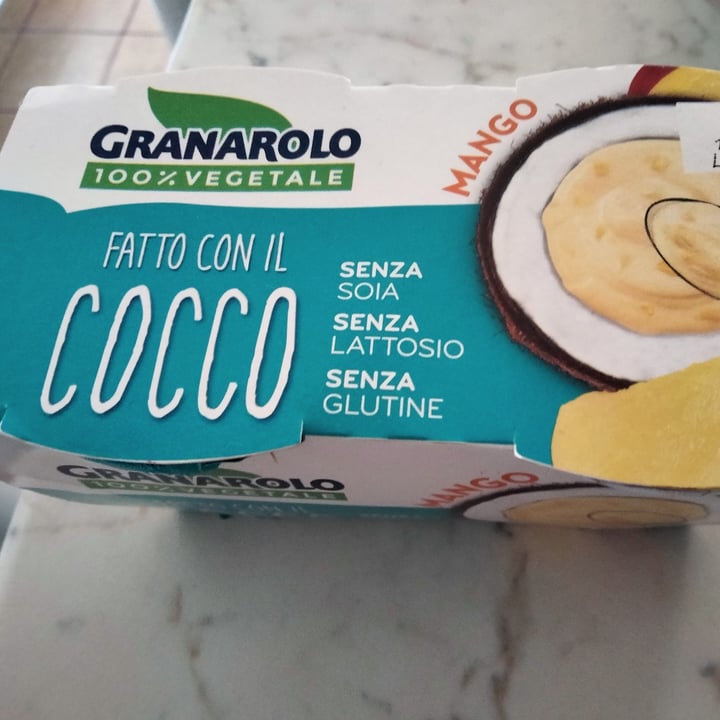 GRANAROLO
100% VEGETALE
MANGO
FATTO CON IL
COCCO
SENZA
SOIA
SENZA
LATTOSIO
SENZA
GLUTINE
GRANAROLO
100% VEGETALE
MANGO